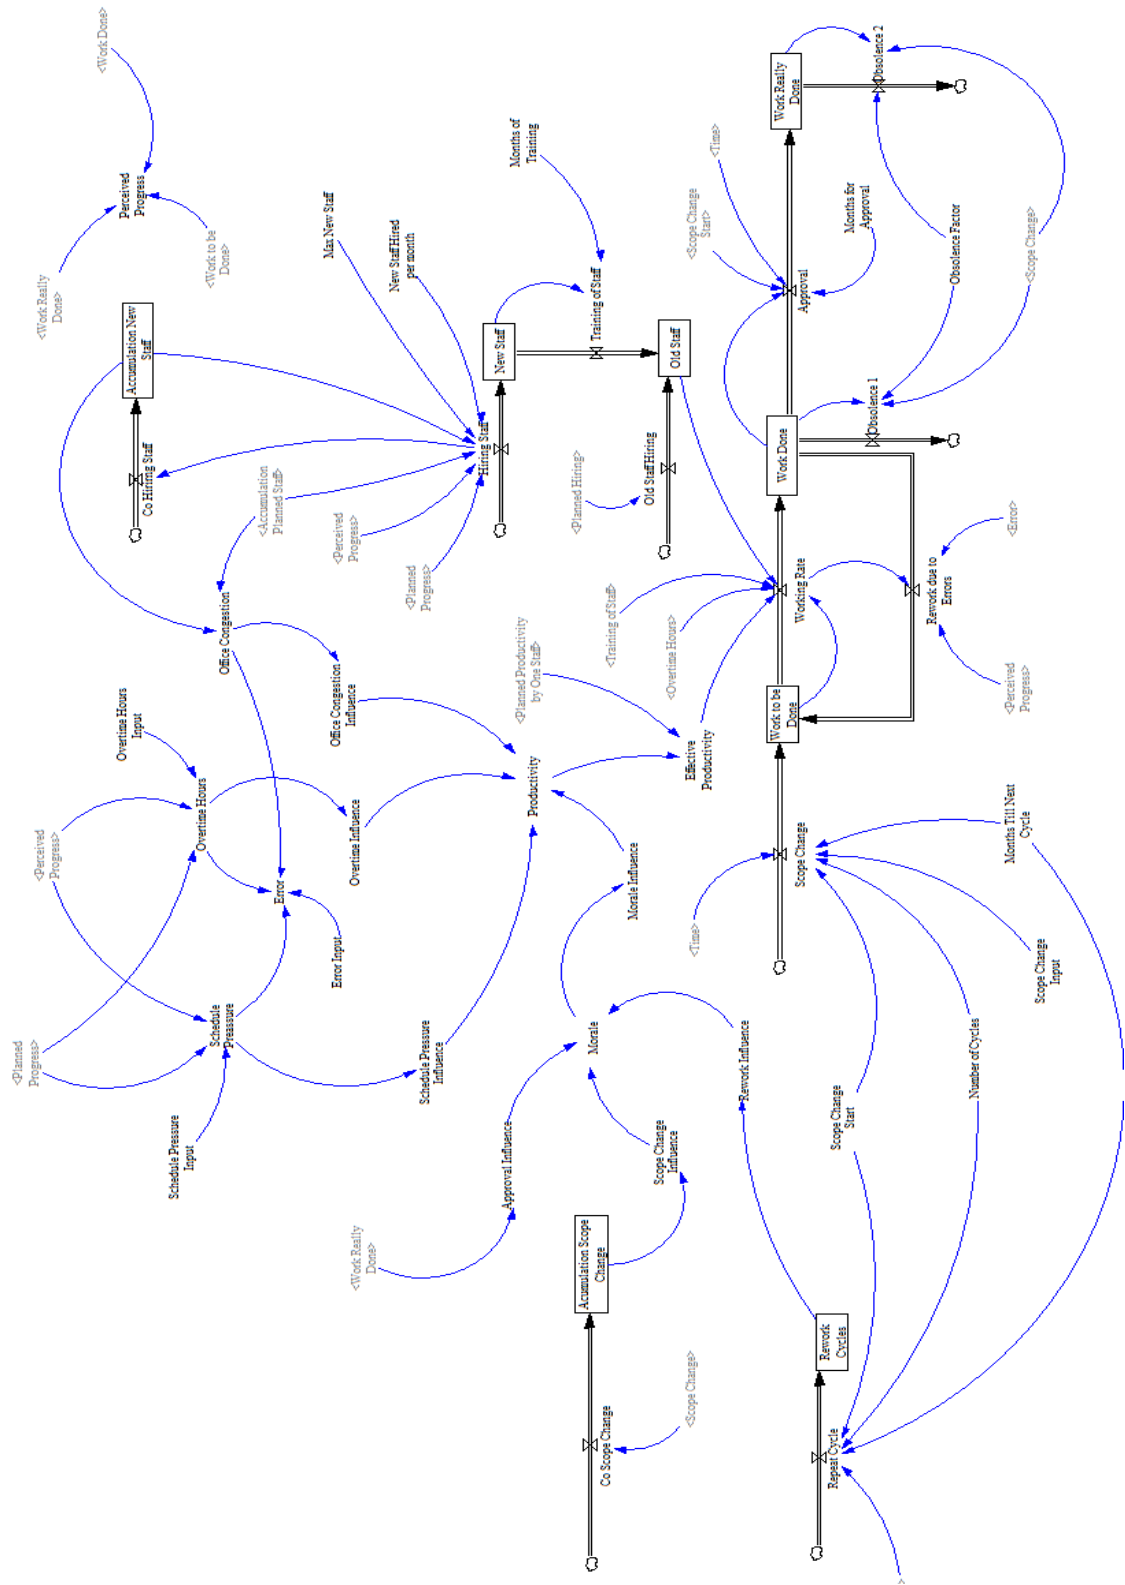 <Work Done>
Perceived
Progress
<Work Really
Done>
<Work to be
Done>
Accumulation New
Staff
Co Hiring Staff
Max New Staff
New Staff Hired
per month
Months of
Training
New Staff
Training of Staff
Hiring Staff
Old Staff
Old Staff Hiring
<Planned Hiring>
<Accumulation
Planned Staff>
<Perceived
Progress>
<Planned
Progress>
Work Really
Done
Obsolence 2
<Time>
<Scope Change
Start>
Months for
Approval
Approval
Obsolence Factor
<Scope Change>
Work Done
Obsolence 1
<Error>
Working Rate
Rework due to
Errors
<Training of Staff>
<Overtime Hours>
<Perceived
Progress>
Work to be
Done
Office Congestion
Office Congestion
Influence
<Planned Productivity
by One Staff>
Effective
Productivity
Overtime Hours
Input
Overtime Hours
Overtime Influence
Productivity
<Perceived
Progress>
Error
Error Input
Morale Influence
<Planned
Progress>
Schedule
Preassure
Schedule Pressure
Influence
Schedule Pressure
Input
Morale
<Time>
Scope Change
Months Till Next
Cycle
Scope Change
Input
Number of Cycles
Scope Change
Start
Rework Influence
Approval Influence
Scope Change
Influence
<Work Really
Done>
Acumulation Scope
Change
Co Scope Change
<Scope Change>
Rework
Cycles
Repeat Cycle